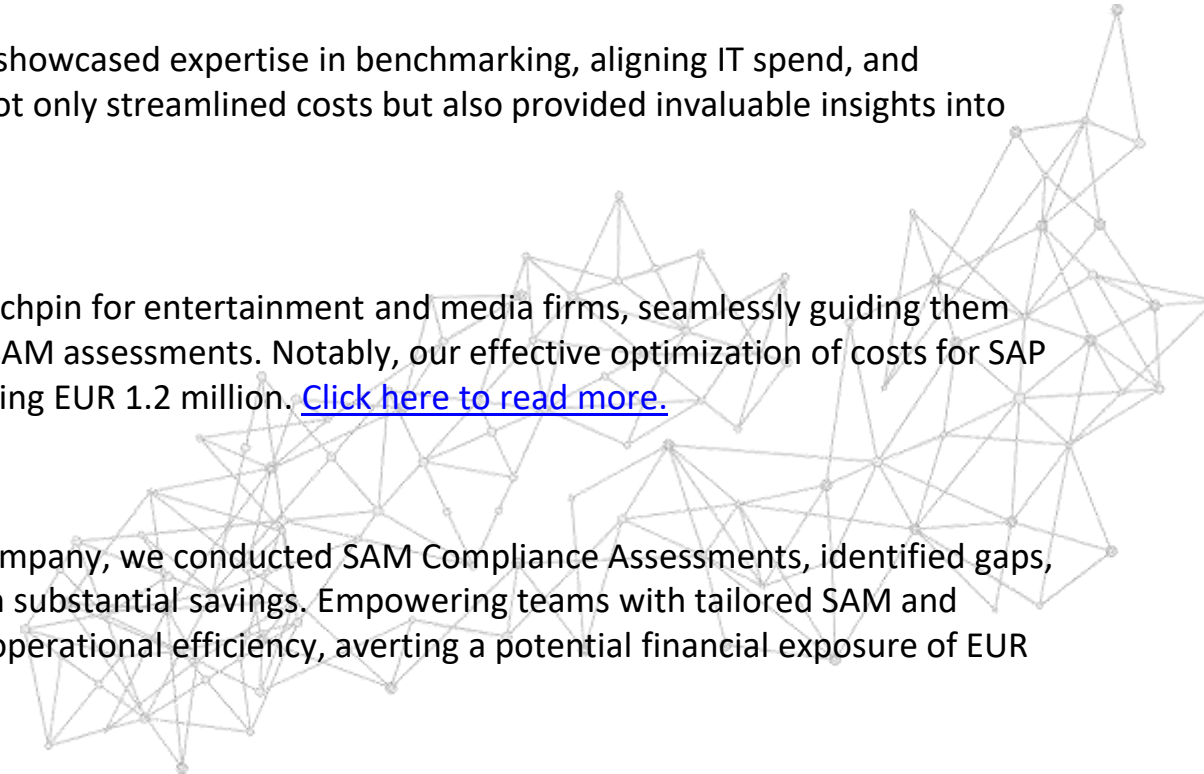 showcased expertise in benchmarking, aligning IT spend, and
ot only streamlined costs but also provided invaluable insights into
chpin for entertainment and media firms, seamlessly guiding them
AM assessments. Notably, our effective optimization of costs for SAP
ing EUR 1.2 million. Click here to read more.
mpany, we conducted SAM Compliance Assessments, identified gaps,
substantial savings. Empowering teams with tailored SAM and
operational efficiency, averting a potential financial exposure of EUR